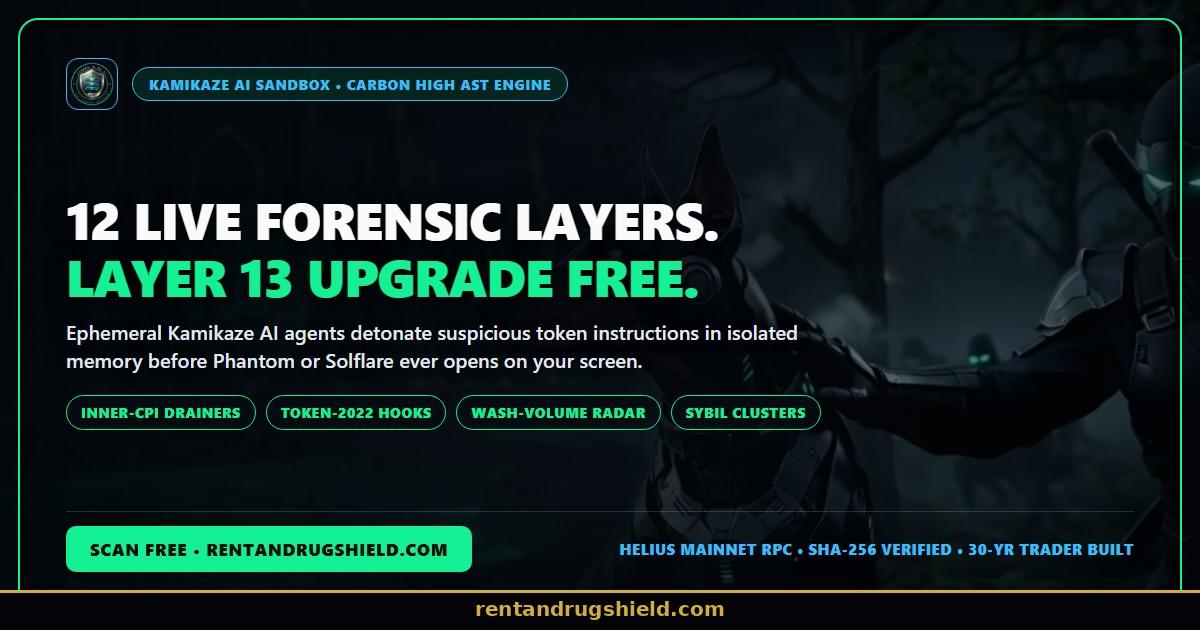 KAMIKAZE AI SANDBOX • CARBON HIGH AST ENGINE
12 LIVE FORENSIC LAYERS.
LAYER 13 UPGRADE FREE.
Ephemeral Kamikaze AI agents detonate suspicious token instructions in isolated
memory before Phantom or Solflare ever opens on your screen.
INNER-CPI DRAINERS TOKEN-2022 HOOKS WASH-VOLUME RADAR SYBIL CLUSTERS
SCAN FREE • RENTANDRUGSHIELD.COM HELIUS MAINNET RPC • SHA-256 VERIFIED • 30-YR TRADER BUILT
rentandrugshield.com